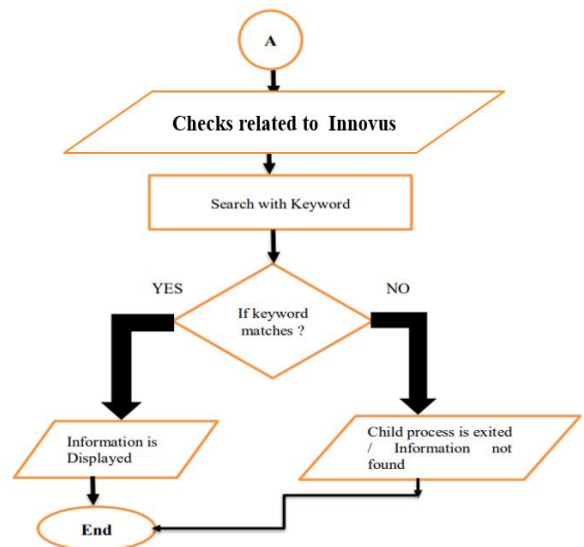 A
Checks related to Innovus
Search with Keyword
YES
NO
If keyword
matches ?
Information is
Displayed
Child process is exited
/ Information not
found
End